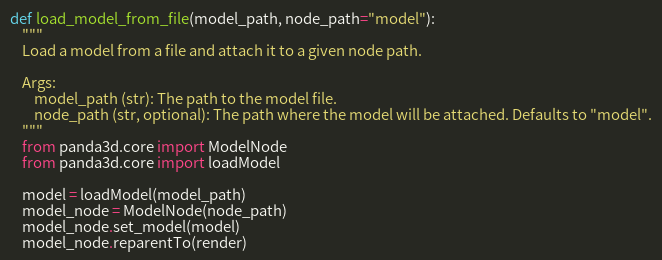 def load_model_from_file(model_path, node_path="model"):
    """
    Load a model from a file and attach it to a given node path.

    Args:
        model_path (str): The path to the model file.
        node_path (str, optional): The path where the model will be attached. Defaults to "model".
    """
    from panda3d.core import ModelNode
    from panda3d.core import loadModel

    model = loadModel(model_path)
    model_node = ModelNode(node_path)
    model_node.set_model(model)
    model_node.reparentTo(render)